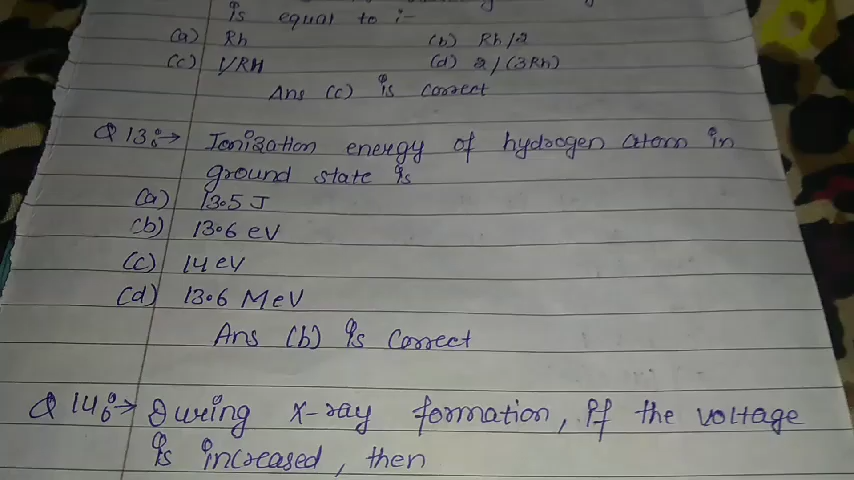 is equal to :-
(a) Rh (b) Rh/2
(c) 1/RH (d) 2/(3Rh)
Ans (c) is correct
Q 13:→ Ionization energy of hydrogen atom in
ground state is
(a) 13.5 J
(b) 13.6 eV
(c) 14 eV
(d) 13.6 MeV
Ans (b) is correct
Q 14:→ During X-ray formation, if the voltage
is increased, then